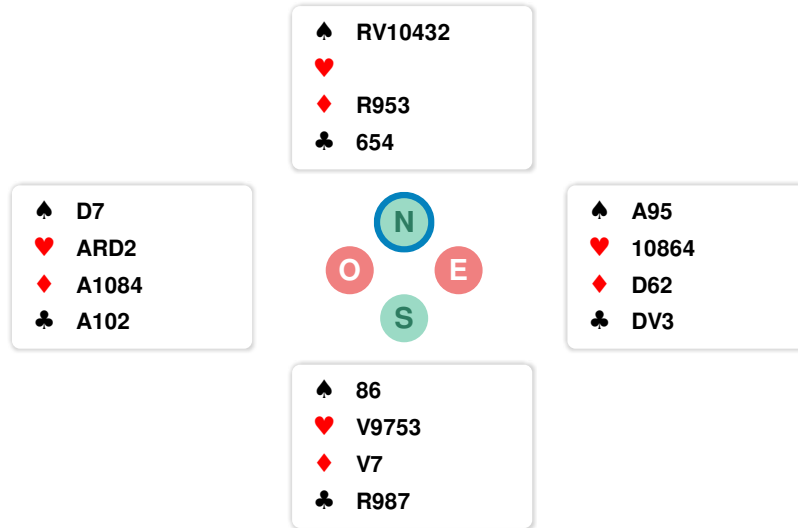 ♠ RV10432
♥
♦ R953
♣ 654
♠ D7
♥ ARD2
♦ A1084
♣ A102
N
O
E
S
♠ A95
♥ 10864
♦ D62
♣ DV3
♠ 86
♥ V9753
♦ V7
♣ R987